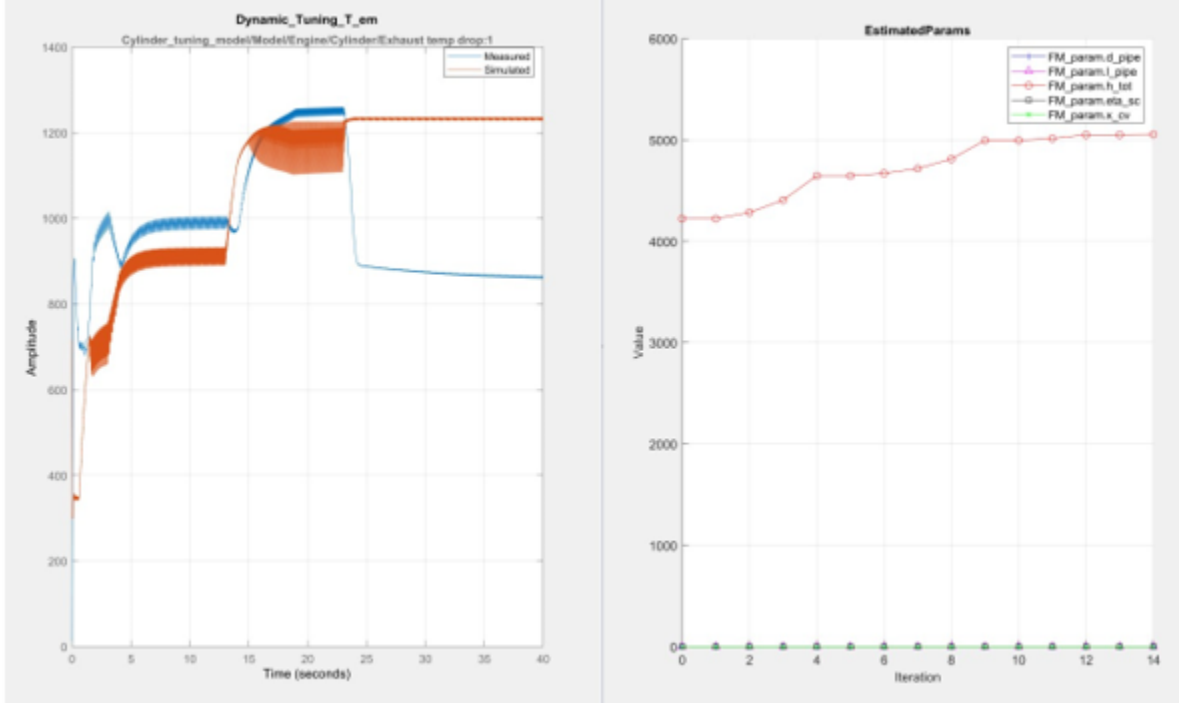 Dynamic_Tuning_T_em
Cylinder_tuning_model/Model/Engine/Cylinder/Exhaust temp drop:1
1400
1200
1000
800
600
400
200
0
Amplitude
Measured
Simulated
0 5 10 15 20 25 30 35 40
Time (seconds)
EstimatedParams
6000
5000
4000
3000
2000
1000
0
Value
FM_param.d_pipe
FM_param.l_pipe
FM_param.h_tot
FM_param.eta_sc
FM_param.x_cv
0 2 4 6 8 10 12 14
Iteration